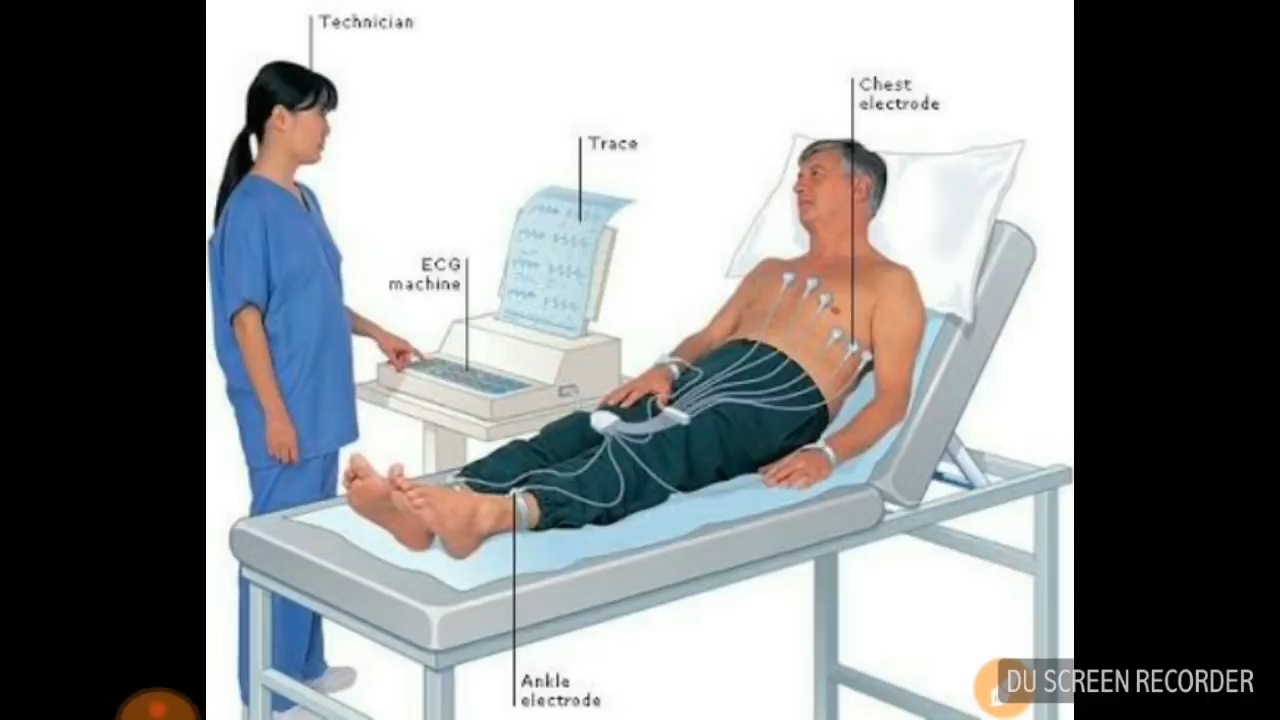 Technician
Chest
electrode
Trace
ECG
machine
Ankle
electrode
DU SCREEN RECORDER